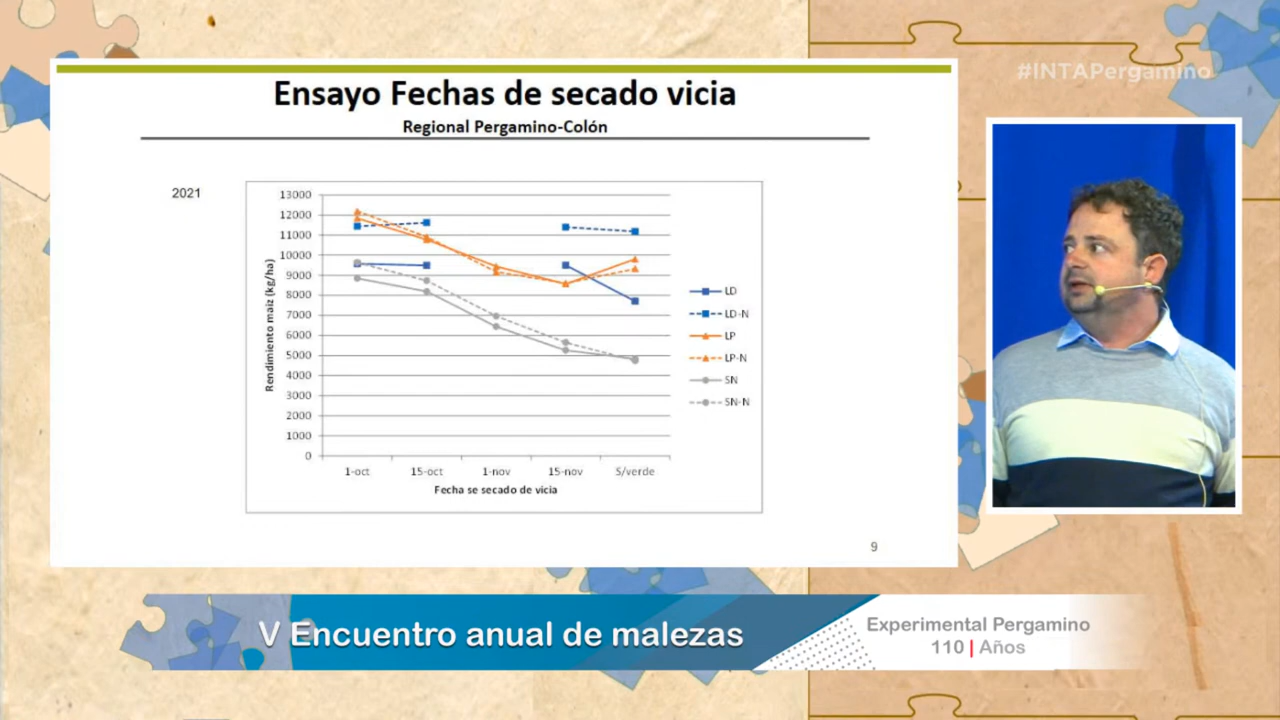 #INTAPergamino
Ensayo Fechas de secado vicia
Regional Pergamino-Colón
2021
13000
12000
11000
10000
9000
8000
7000
6000
5000
4000
3000
2000
1000
0
Rendimiento maiz (kg/ha)
1-oct 15-oct 1-nov 15-nov S/verde
Fecha se secado de vicia
LD
LD-N
LP
LP-N
SN
SN-N
9
V Encuentro anual de malezas
Experimental Pergamino
110 | Años